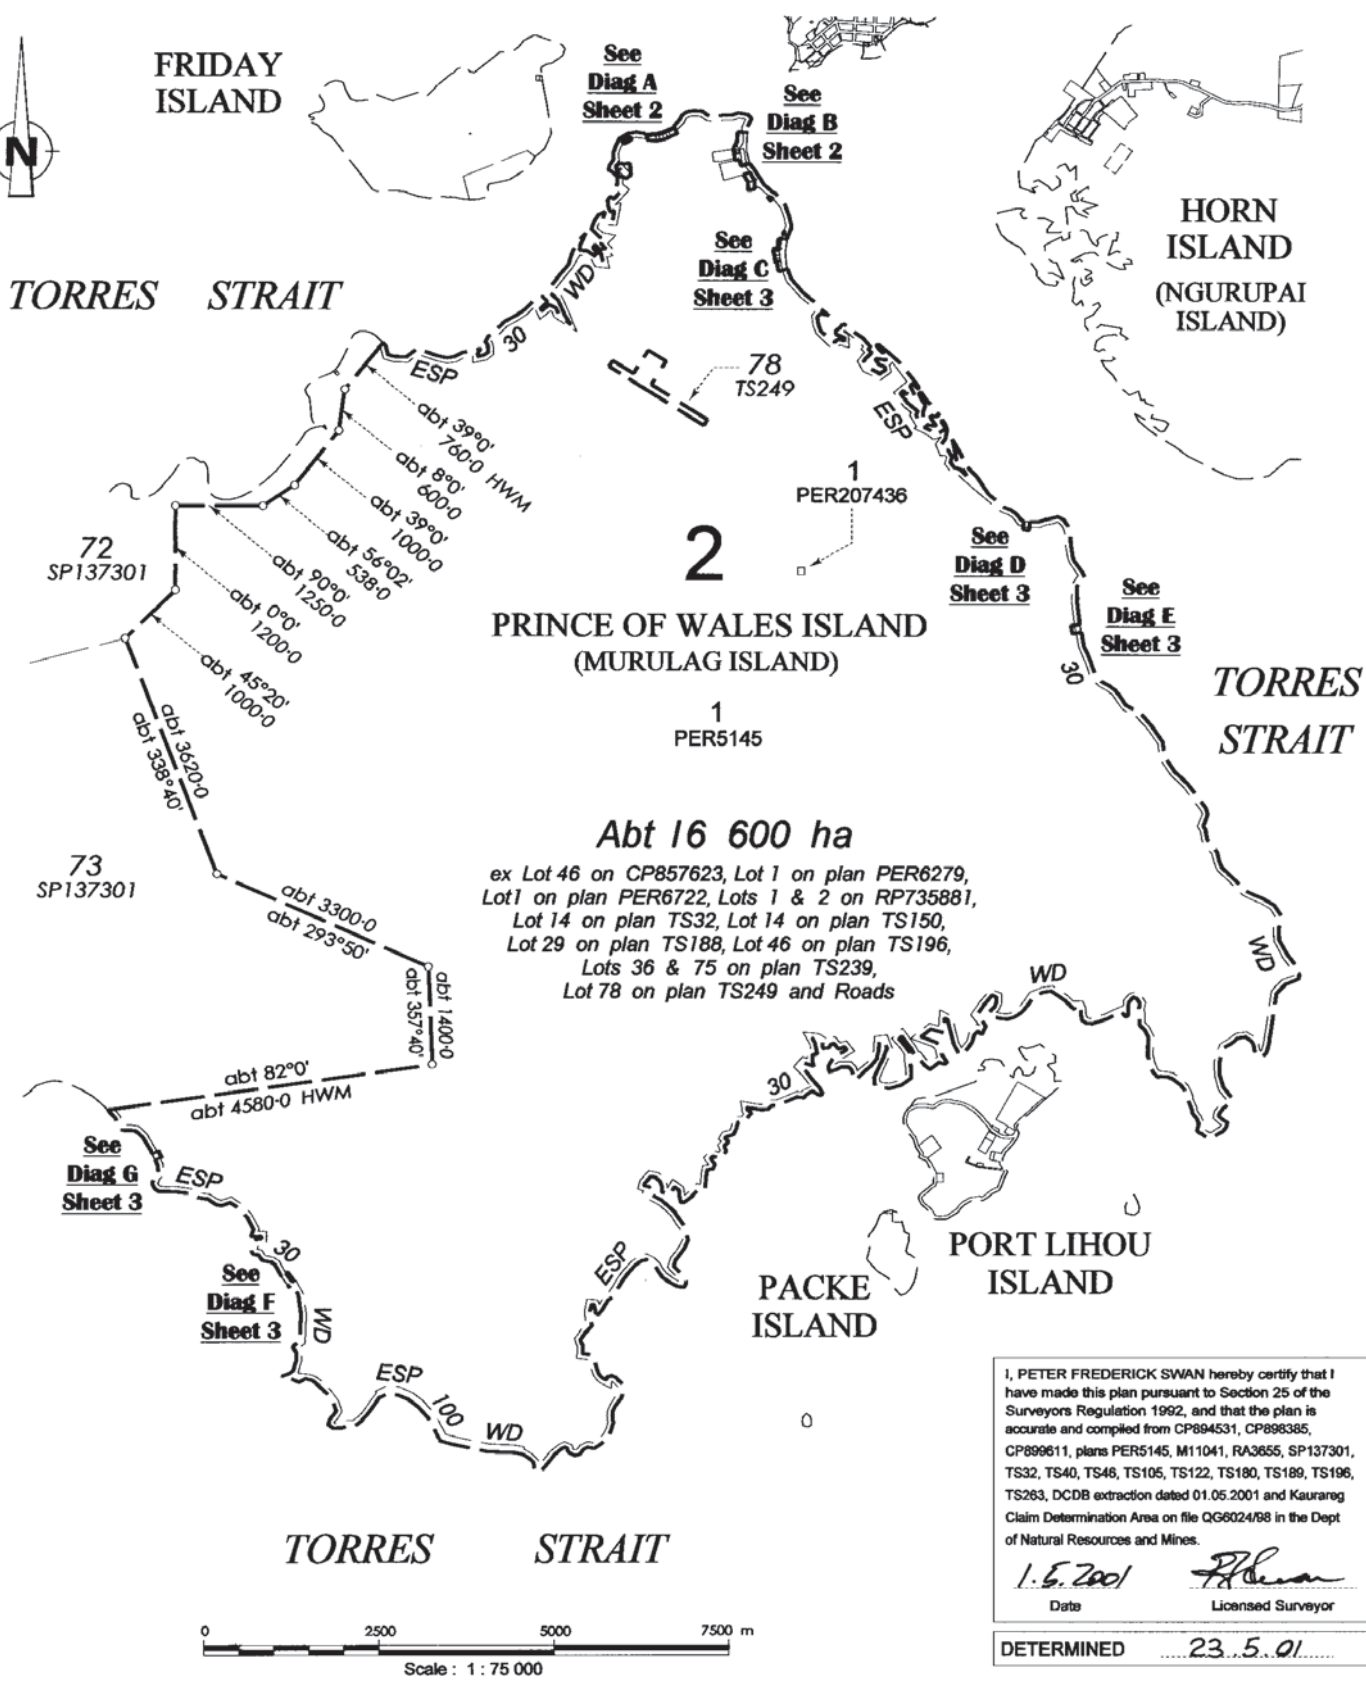 FRIDAY
ISLAND
See
Diag A
Sheet 2
See
Diag B
Sheet 2
N
HORN
ISLAND
(NGURUPAI
ISLAND)
See
Diag C
Sheet 3
TORRES STRAIT
WD
30
ESP
78
TS249
ESP
abt 39°0'
760·0 HWM
abt 8°0'
600·0
abt 39°0'
1000·0
abt 56°02'
538·0
abt 90°0'
1250·0
abt 0°0'
1200·0
abt 45°20'
1000·0
72
SP137301
1
PER207436
2
See
Diag D
Sheet 3
See
Diag E
Sheet 3
30
PRINCE OF WALES ISLAND
(MURULAG ISLAND)
TORRES
STRAIT
1
PER5145
abt 3620·0
abt 338°40'
73
SP137301
Abt 16 600 ha
ex Lot 46 on CP857623, Lot 1 on plan PER6279,
Lot1 on plan PER6722, Lots 1 & 2 on RP735881,
Lot 14 on plan TS32, Lot 14 on plan TS150,
Lot 29 on plan TS188, Lot 46 on plan TS196,
Lots 36 & 75 on plan TS239,
Lot 78 on plan TS249 and Roads
abt 3300·0
abt 293°50'
abt 1400·0
abt 357°40'
WD
WD
abt 82°0'
abt 4580·0 HWM
30
See
Diag G
Sheet 3
ESP
30
See
Diag F
Sheet 3
WD
ESP
PORT LIHOU
ISLAND
PACKE
ISLAND
ESP
100
WD
I, PETER FREDERICK SWAN hereby certify that I
have made this plan pursuant to Section 25 of the
Surveyors Regulation 1992, and that the plan is
accurate and compiled from CP894531, CP898385,
CP899611, plans PER5145, M11041, RA3655, SP137301,
TS32, TS40, TS46, TS105, TS122, TS180, TS189, TS196,
TS263, DCDB extraction dated 01.05.2001 and Kaurareg
Claim Determination Area on file QG6024/98 in the Dept
of Natural Resources and Mines.
1.5.2001
Date Licensed Surveyor
DETERMINED 23.5.01
TORRES STRAIT
0 2500 5000 7500 m
Scale : 1 : 75 000